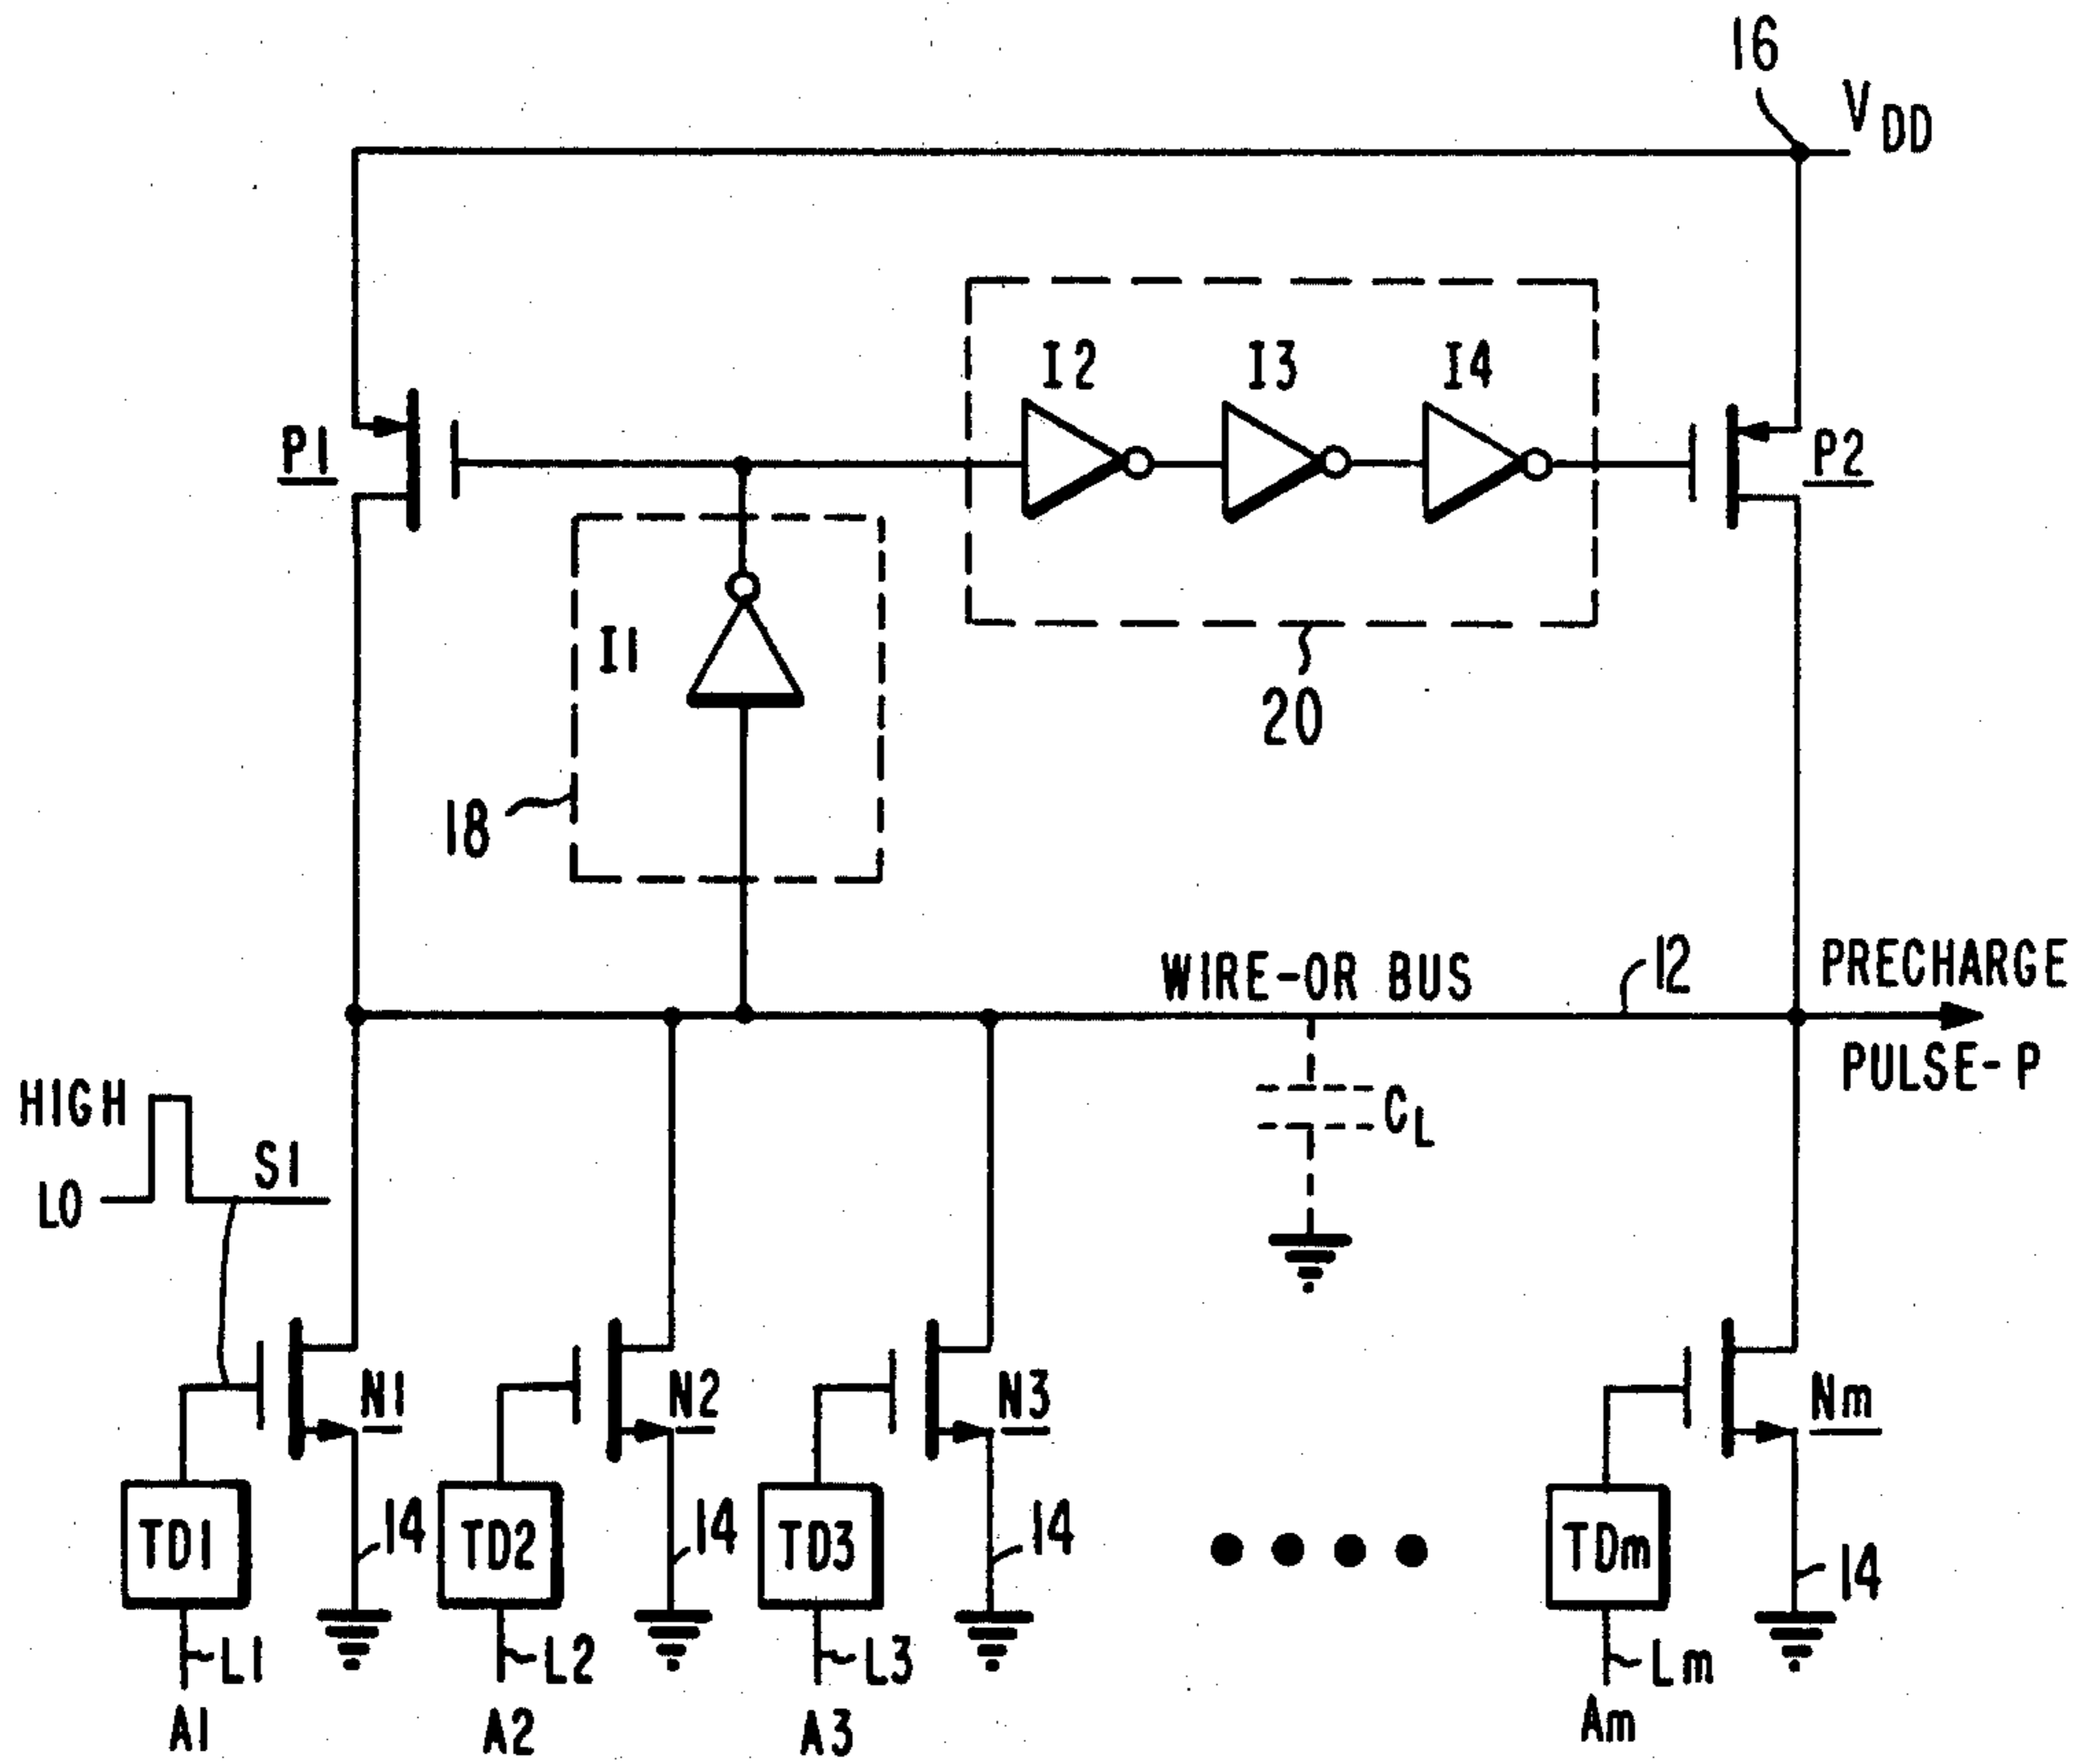 16
VDD
I2 I3 I4
P1
P2
I1
20
18
WIRE-OR BUS
12
PRECHARGE
PULSE-P
HIGH
LO
S1
CL
N1
N2
N3
Nm
TD1
14
TD2
14
TD3
14
TDm
14
L1
L2
L3
Lm
A1
A2
A3
Am